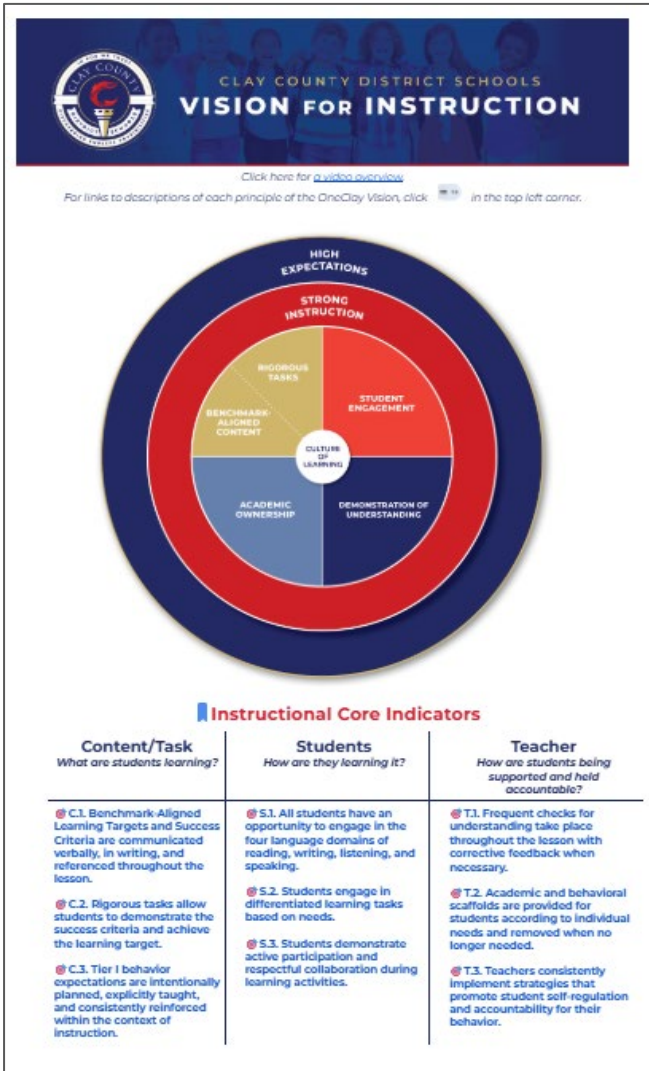 CLAY COUNTY
CLAY COUNTY DISTRICT SCHOOLS
VISION FOR INSTRUCTION
Click here for a video overview.
For links to descriptions of each principle of the OneClay Vision, click in the top left corner.
HIGH
EXPECTATIONS
STRONG
INSTRUCTION
RIGOROUS
TASKS
STUDENT
ENGAGEMENT
BENCHMARK-
ALIGNED
CONTENT
CULTURE
OF
LEARNING
ACADEMIC
OWNERSHIP
DEMONSTRATION OF
UNDERSTANDING
Instructional Core Indicators
Content/Task
What are students learning?
C.1. Benchmark-Aligned
Learning Targets and Success
Criteria are communicated
verbally, in writing, and
referenced throughout the
lesson.
C.2. Rigorous tasks allow
students to demonstrate the
success criteria and achieve
the learning target.
C.3. Tier I behavior
expectations are intentionally
planned, explicitly taught,
and consistently reinforced
within the context of
instruction.
Students
How are they learning it?
S.1. All students have an
opportunity to engage in the
four language domains of
reading, writing, listening, and
speaking.
S.2. Students engage in
differentiated learning tasks
based on needs.
S.3. Students demonstrate
active participation and
respectful collaboration during
learning activities.
Teacher
How are students being
supported and held
accountable?
T.1. Frequent checks for
understanding take place
throughout the lesson with
corrective feedback when
necessary.
T.2. Academic and behavioral
scaffolds are provided for
students according to individual
needs and removed when no
longer needed.
T.3. Teachers consistently
implement strategies that
promote student self-regulation
and accountability for their
behavior.